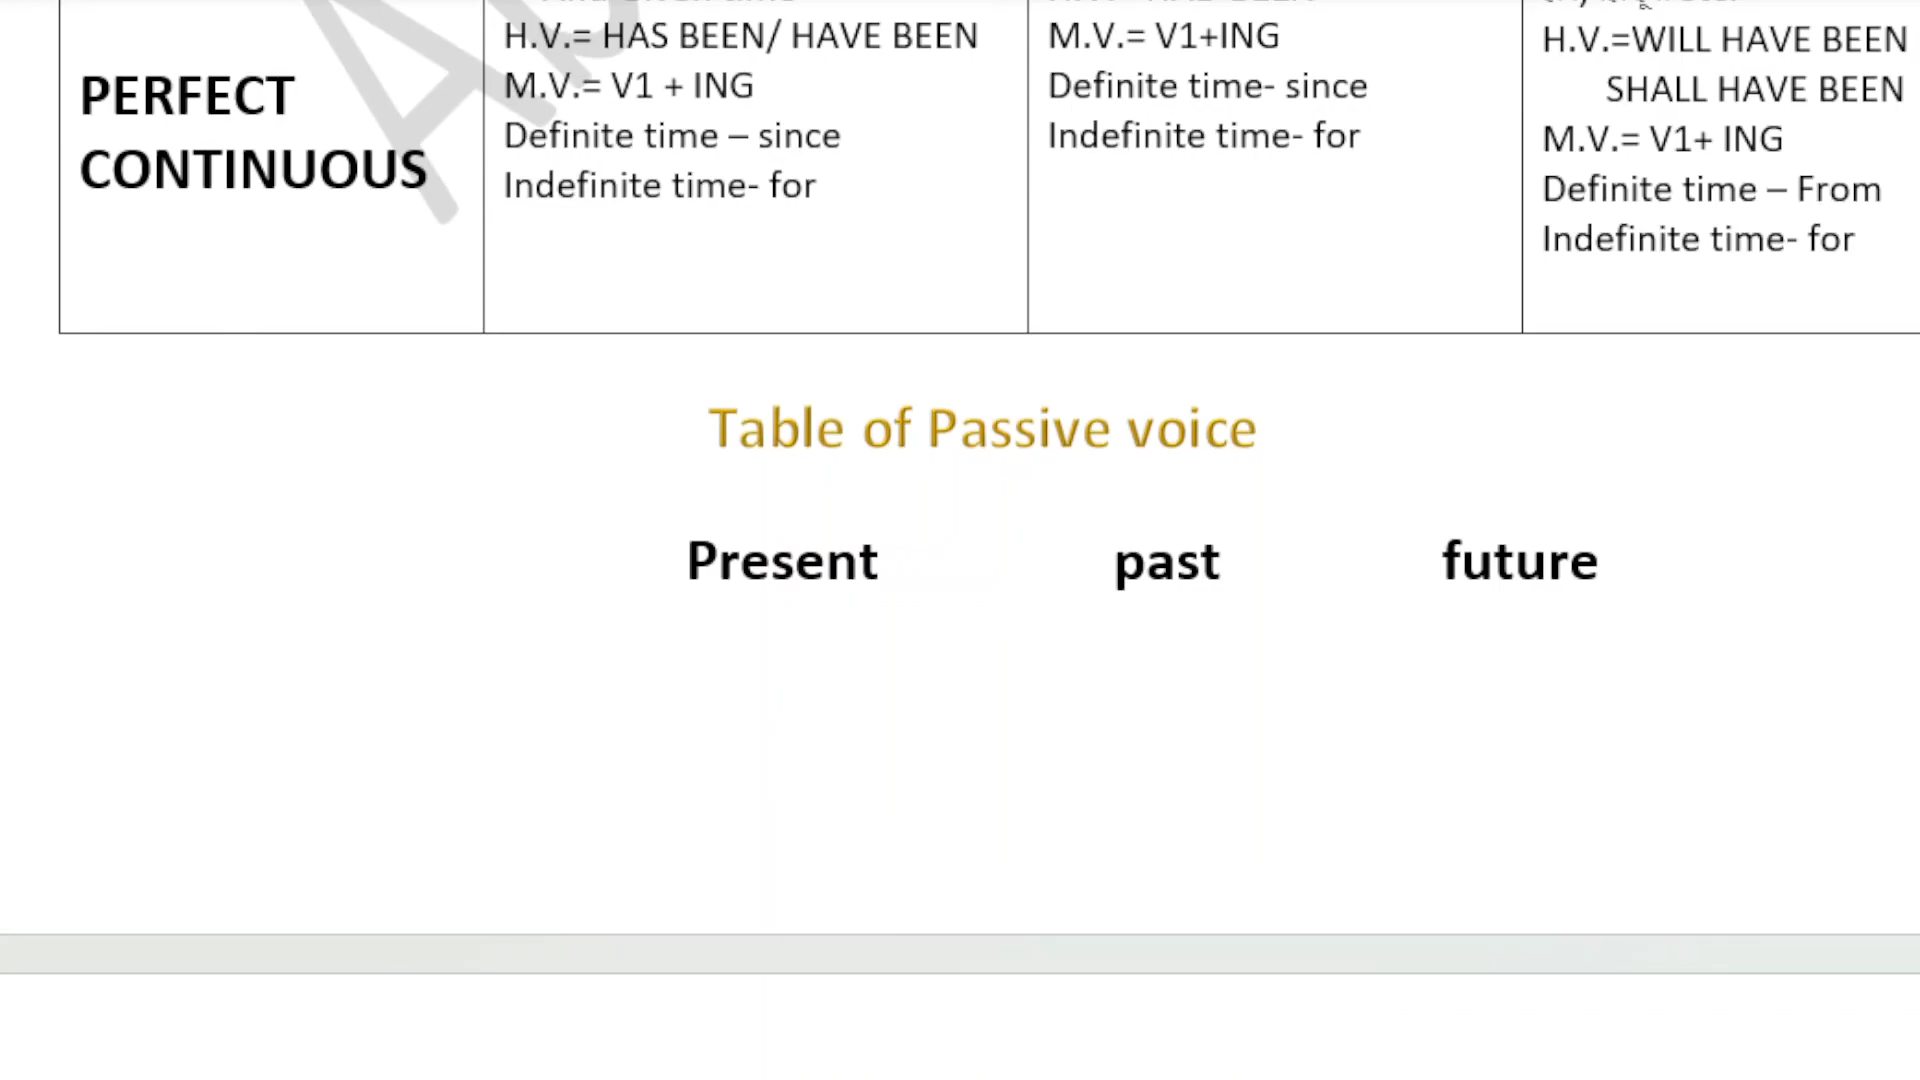 PERFECT
CONTINUOUS
H.V.= HAS BEEN/ HAVE BEEN
M.V.= V1 + ING
Definite time – since
Indefinite time- for
M.V.= V1+ING
Definite time- since
Indefinite time- for
H.V.=WILL HAVE BEEN
SHALL HAVE BEEN
M.V.= V1+ ING
Definite time – From
Indefinite time- for
Table of Passive voice
Present past future